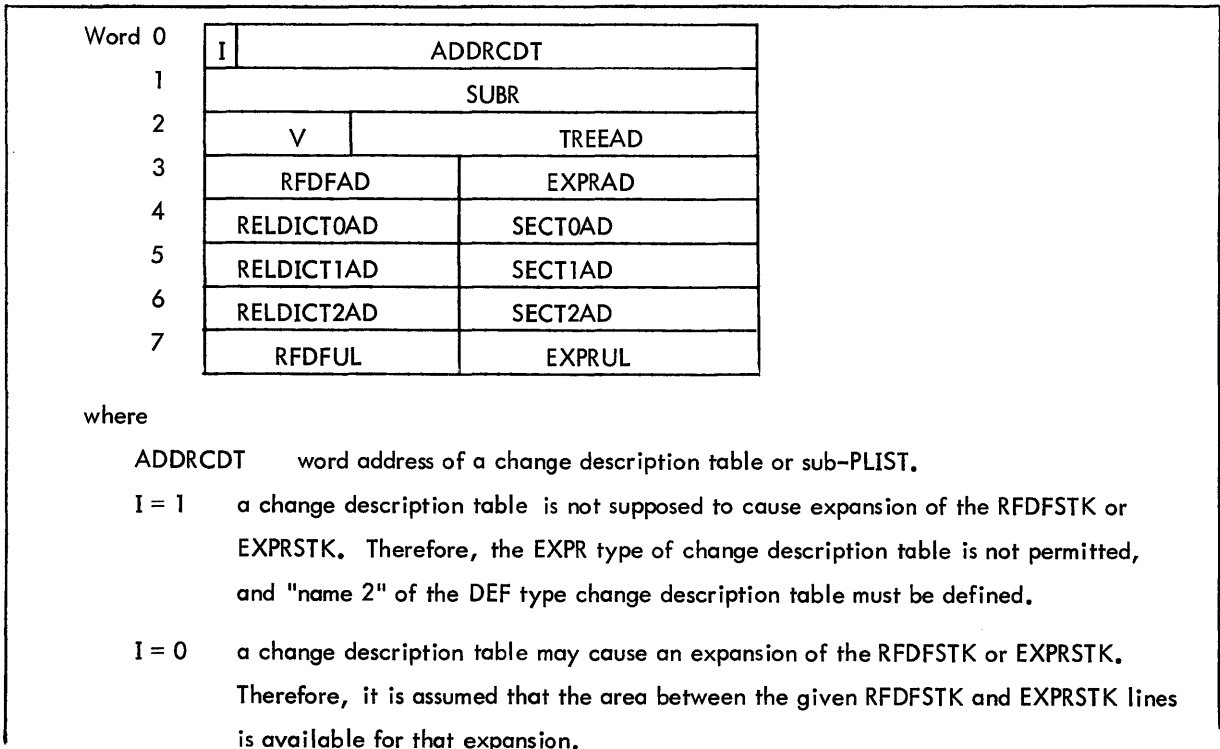 Word 0 I ADDRCDT
1 SUBR
2 V TREEAD
3 RFDFAD EXPRAD
4 RELDICT0AD SECT0AD
5 RELDICT1AD SECT1AD
6 RELDICT2AD SECT2AD
7 RFDFUL EXPRUL
where
ADDRCDT word address of a change description table or sub-PLIST.
I = 1 a change description table is not supposed to cause expansion of the RFDFSTK or
EXPRSTK. Therefore, the EXPR type of change description table is not permitted,
and "name 2" of the DEF type change description table must be defined.
I = 0 a change description table may cause an expansion of the RFDFSTK or EXPRSTK.
Therefore, it is assumed that the area between the given RFDFSTK and EXPRSTK lines
is available for that expansion.